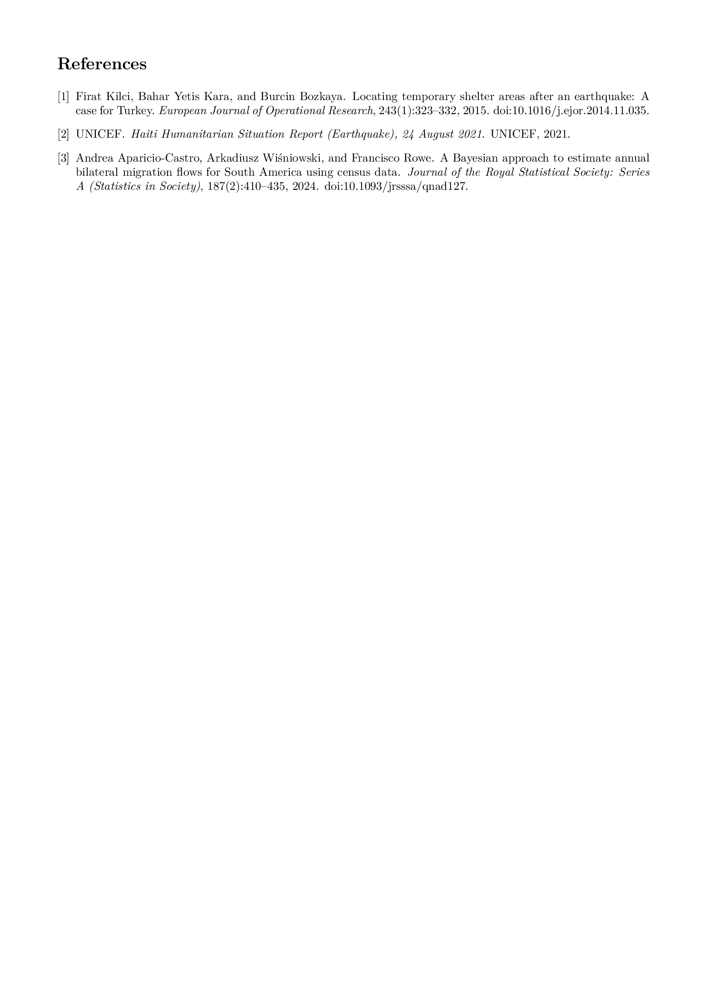 References
[1] Firat Kilci, Bahar Yetis Kara, and Burcin Bozkaya. Locating temporary shelter areas after an earthquake: A
case for Turkey. European Journal of Operational Research, 243(1):323–332, 2015. doi:10.1016/j.ejor.2014.11.035.
[2] UNICEF. Haiti Humanitarian Situation Report (Earthquake), 24 August 2021. UNICEF, 2021.
[3] Andrea Aparicio-Castro, Arkadiusz Wiśniowski, and Francisco Rowe. A Bayesian approach to estimate annual
bilateral migration flows for South America using census data. Journal of the Royal Statistical Society: Series
A (Statistics in Society), 187(2):410–435, 2024. doi:10.1093/jrsssa/qnad127.